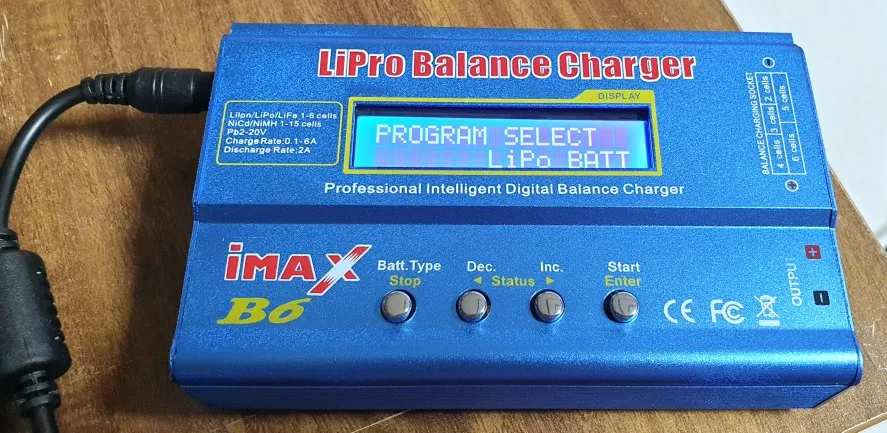 LiPro Balance Charger
DISPLAY
LiIon/LiPo/LiFe 1-6 cells
NiCd/NiMH 1-15 cells
Pb2-20V
Charge Rate:0.1-6A
Discharge Rate:2A
PROGRAM SELECT
LiPo BATT
Professional Intelligent Digital Balance Charger
BALANCE CHARGING SOCKET
2 cells
3 cells
4 cells
5 cells
6 cells
iMAX
B6
Batt.Type
Stop
Dec.
◄ Status ►
Inc.
Start
Enter
CE FC
OUTPUT
+
-